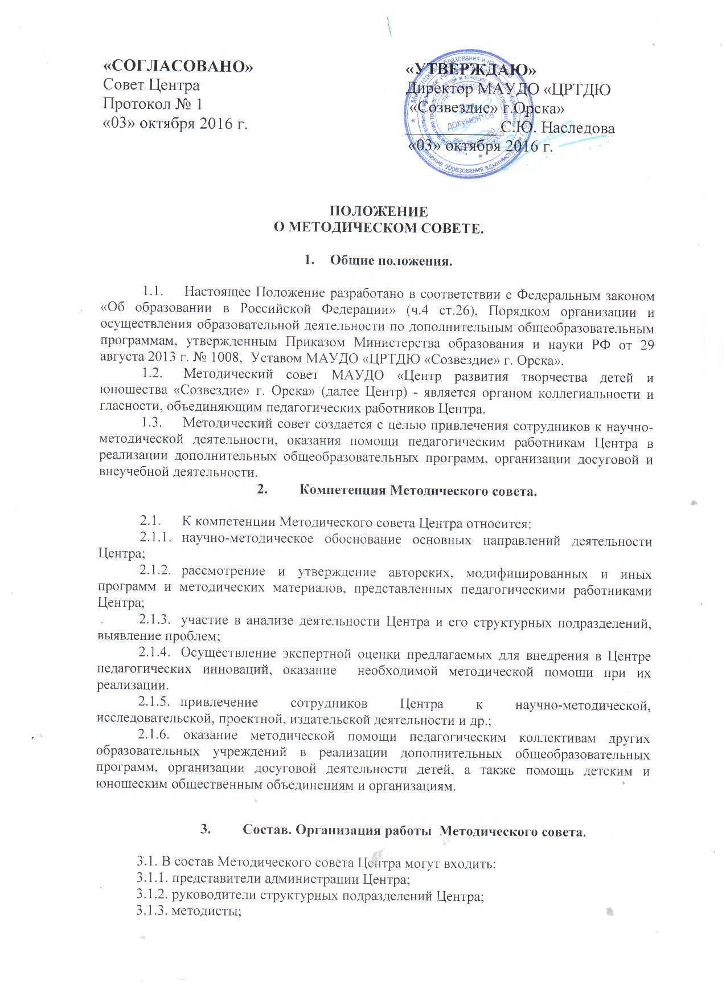 «СОГЛАСОВАНО»
Совет Центра
Протокол № 1
«03» октября 2016 г.
«УТВЕРЖДАЮ»
Директор МАУДО «ЦРТДЮ
«Созвездие» г.Орска»
____________ С.Ю. Наследова
«03» октября 2016 г.
Для
ДОКУМЕНТОВ
ПОЛОЖЕНИЕ
О МЕТОДИЧЕСКОМ СОВЕТЕ.
1. Общие положения.
1.1. Настоящее Положение разработано в соответствии с Федеральным законом
«Об образовании в Российской Федерации» (ч.4 ст.26), Порядком организации и
осуществления образовательной деятельности по дополнительным общеобразовательным
программам, утвержденным Приказом Министерства образования и науки РФ от 29
августа 2013 г. № 1008, Уставом МАУДО «ЦРТДЮ «Созвездие» г. Орска».
1.2. Методический совет МАУДО «Центр развития творчества детей и
юношества «Созвездие» г. Орска» (далее Центр) - является органом коллегиальности и
гласности, объединяющим педагогических работников Центра.
1.3. Методический совет создается с целью привлечения сотрудников к научно-
методической деятельности, оказания помощи педагогическим работникам Центра в
реализации дополнительных общеобразовательных программ, организации досуговой и
внеучебной деятельности.
2. Компетенция Методического совета.
2.1. К компетенции Методического совета Центра относится:
2.1.1. научно-методическое обоснование основных направлений деятельности
Центра;
2.1.2. рассмотрение и утверждение авторских, модифицированных и иных
программ и методических материалов, представленных педагогическими работниками
Центра;
2.1.3. участие в анализе деятельности Центра и его структурных подразделений,
выявление проблем;
2.1.4. Осуществление экспертной оценки предлагаемых для внедрения в Центре
педагогических инноваций, оказание необходимой методической помощи при их
реализации.
2.1.5. привлечение сотрудников Центра к научно-методической,
исследовательской, проектной, издательской деятельности и др.;
2.1.6. оказание методической помощи педагогическим коллективам других
образовательных учреждений в реализации дополнительных общеобразовательных
программ, организации досуговой деятельности детей, а также помощь детским и
юношеским общественным объединениям и организациям.
3. Состав. Организация работы Методического совета.
3.1. В состав Методического совета Центра могут входить:
3.1.1. представители администрации Центра;
3.1.2. руководители структурных подразделений Центра;
3.1.3. методисты;